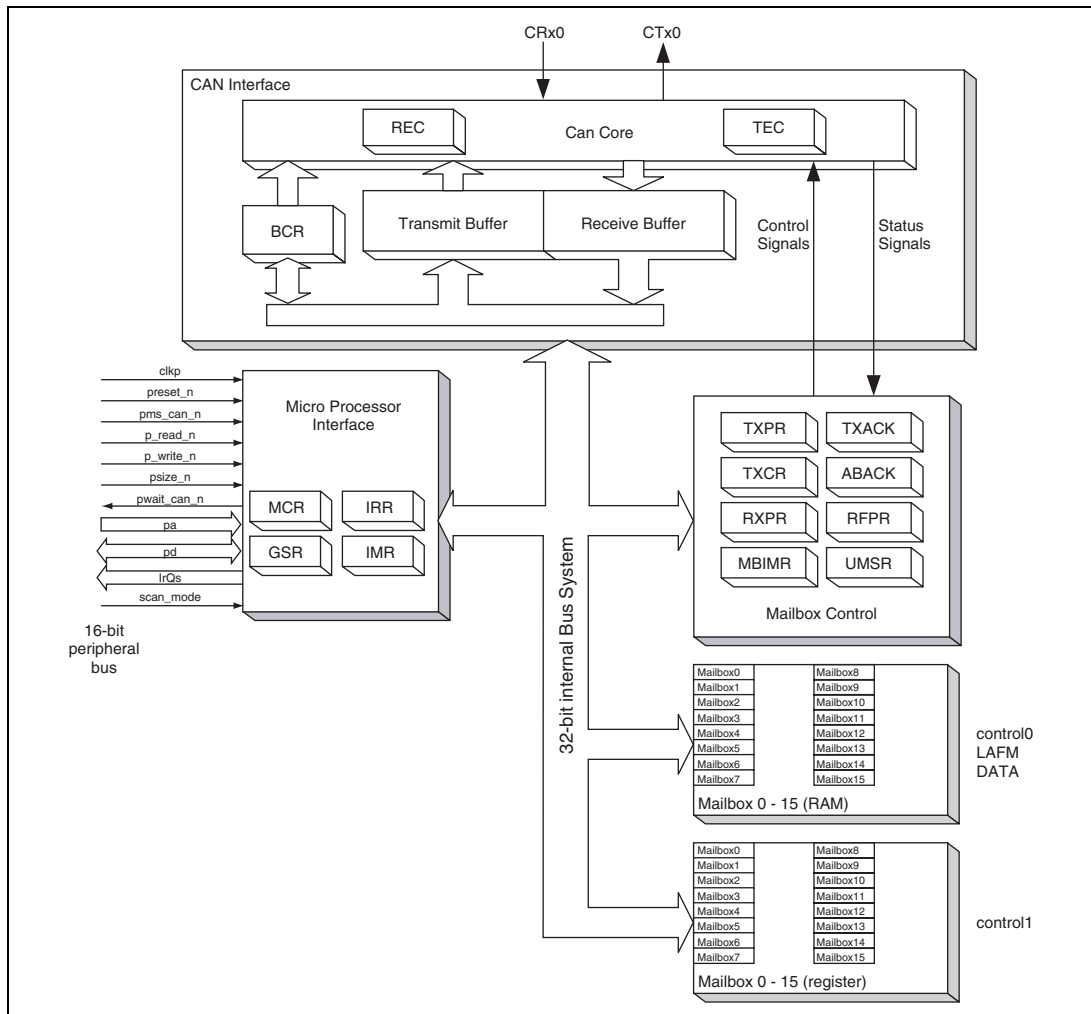 CRx0
CTx0
CAN Interface
REC
Can Core
TEC
BCR
Transmit Buffer
Receive Buffer
Control
Signals
Status
Signals
clkp
preset_n
pms_can_n
p_read_n
p_write_n
psize_n
pwait_can_n
pa
pd
IrQs
scan_mode
16-bit
peripheral
bus
Micro Processor
Interface
MCR
IRR
GSR
IMR
32-bit internal Bus System
TXPR
TXACK
TXCR
ABACK
RXPR
RFPR
MBIMR
UMSR
Mailbox Control
Mailbox0
Mailbox1
Mailbox2
Mailbox3
Mailbox4
Mailbox5
Mailbox6
Mailbox7
Mailbox8
Mailbox9
Mailbox10
Mailbox11
Mailbox12
Mailbox13
Mailbox14
Mailbox15
Mailbox 0 - 15 (RAM)
control0
LAFM
DATA
Mailbox0
Mailbox1
Mailbox2
Mailbox3
Mailbox4
Mailbox5
Mailbox6
Mailbox7
Mailbox8
Mailbox9
Mailbox10
Mailbox11
Mailbox12
Mailbox13
Mailbox14
Mailbox15
Mailbox 0 - 15 (register)
control1